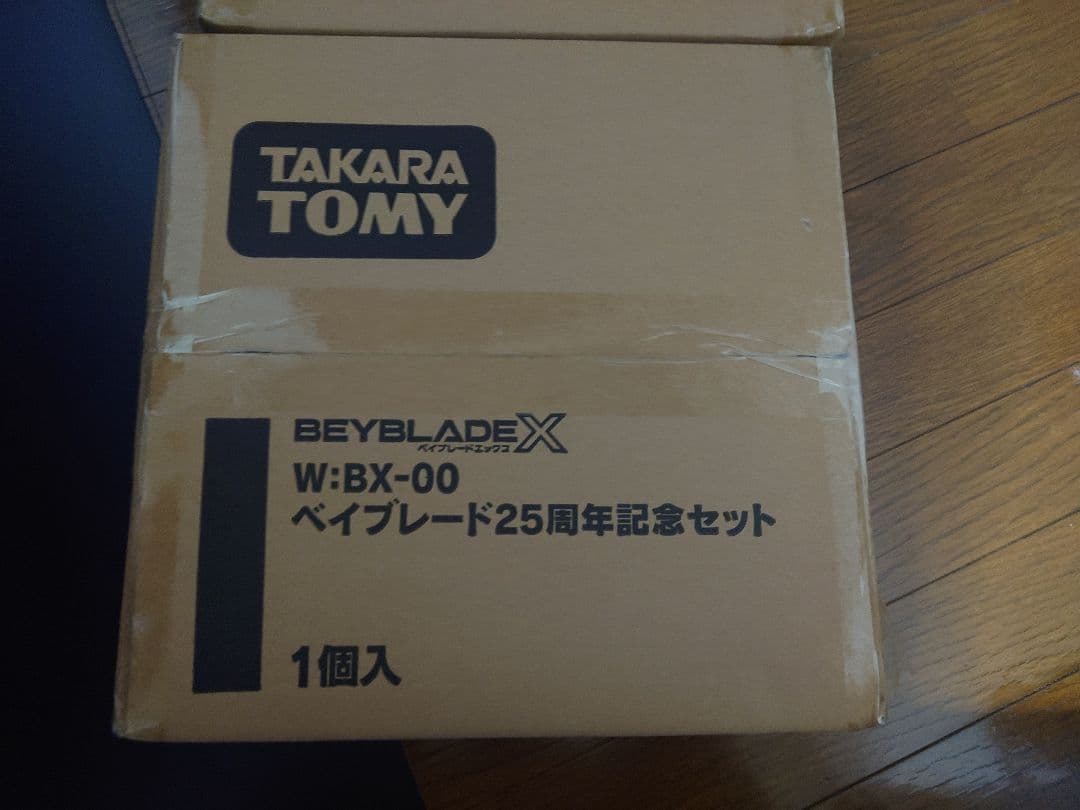 TAKARA
TOMY
BEYBLADE X
ベイブレードエックス
W:BX-00
ベイブレード25周年記念セット
1個入